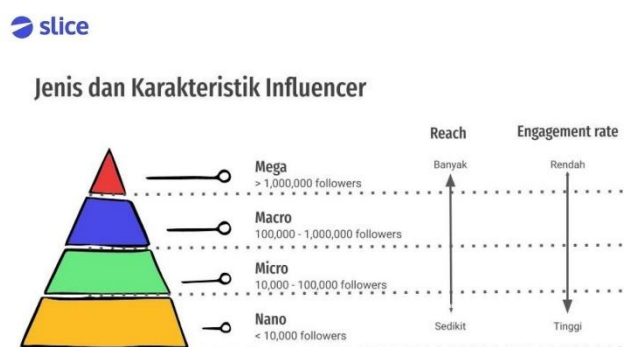 slice
Jenis dan Karakteristik Influencer
Reach
Engagement rate
Mega
> 1,000,000 followers
Banyak
Rendah
Macro
100,000 - 1,000,000 followers
Micro
10,000 - 100,000 followers
Nano
< 10,000 followers
Sedikit
Tinggi